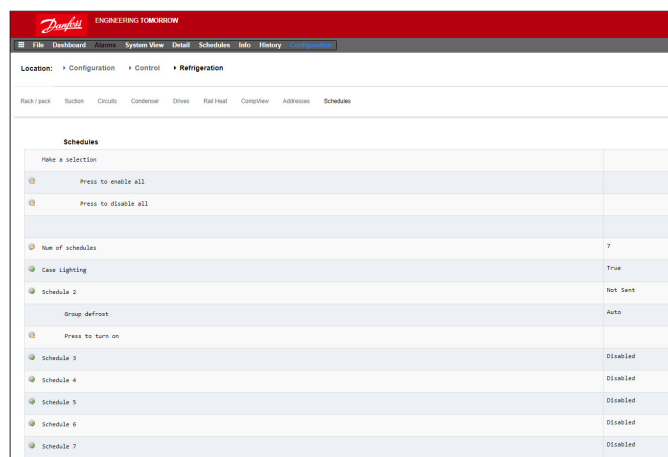 Danfoss ENGINEERING TOMORROW
File Dashboard Alarms System View Detail Schedules Info History Configuration
Location: Configuration Control Refrigeration
Rack / pack Suction Circuits Condenser Drives Rail Heat CompView Addresses Schedules
Schedules
Make a selection
Press to enable all
Press to disable all
Num of schedules 7
Case Lighting True
Schedule 2 Not Sent
Group defrost Auto
Press to turn on
Schedule 3 Disabled
Schedule 4 Disabled
Schedule 5 Disabled
Schedule 6 Disabled
Schedule 7 Disabled